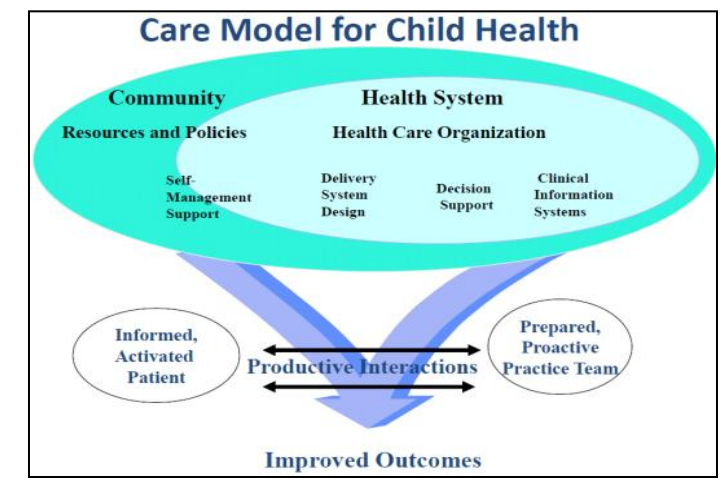 Care Model for Child Health
Community
Resources and Policies
Health System
Health Care Organization
Self-
Management
Support
Delivery
System
Design
Decision
Support
Clinical
Information
Systems
Informed,
Activated
Patient
Productive Interactions
Prepared,
Proactive
Practice Team
Improved Outcomes